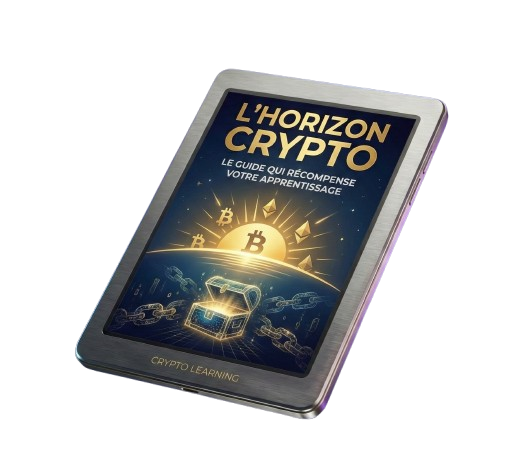 L'HORIZON
CRYPTO
LE GUIDE QUI RÉCOMPENSE
VOTRE APPRENTISSAGE
CRYPTO LEARNING